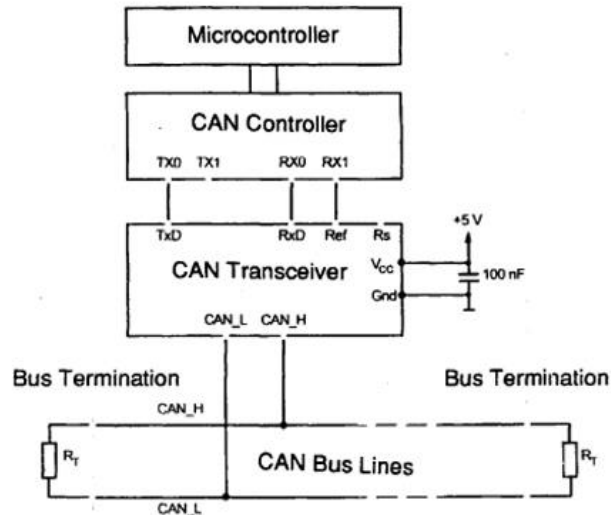 Microcontroller
CAN Controller
TX0 TX1 RX0 RX1
TxD RxD Ref Rs
+5 V
CAN Transceiver
VCC
100 nF
Gnd
CAN_L CAN_H
Bus Termination
Bus Termination
CAN_H
RT
CAN Bus Lines
RT
CAN_L